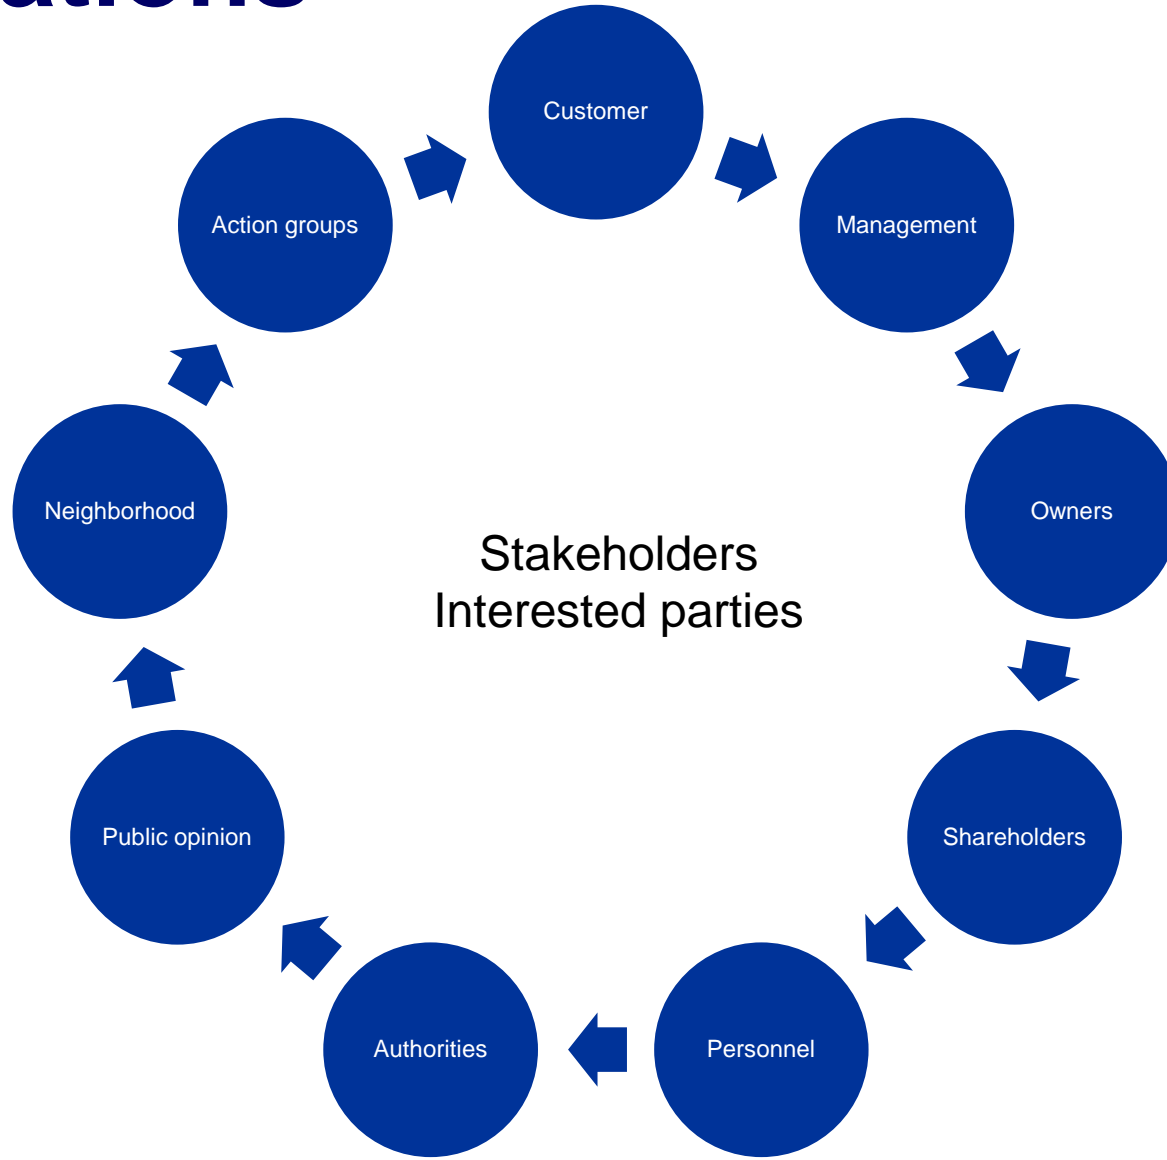 Customer
Management
Owners
Shareholders
Personnel
Authorities
Public opinion
Neighborhood
Action groups
Stakeholders
Interested parties